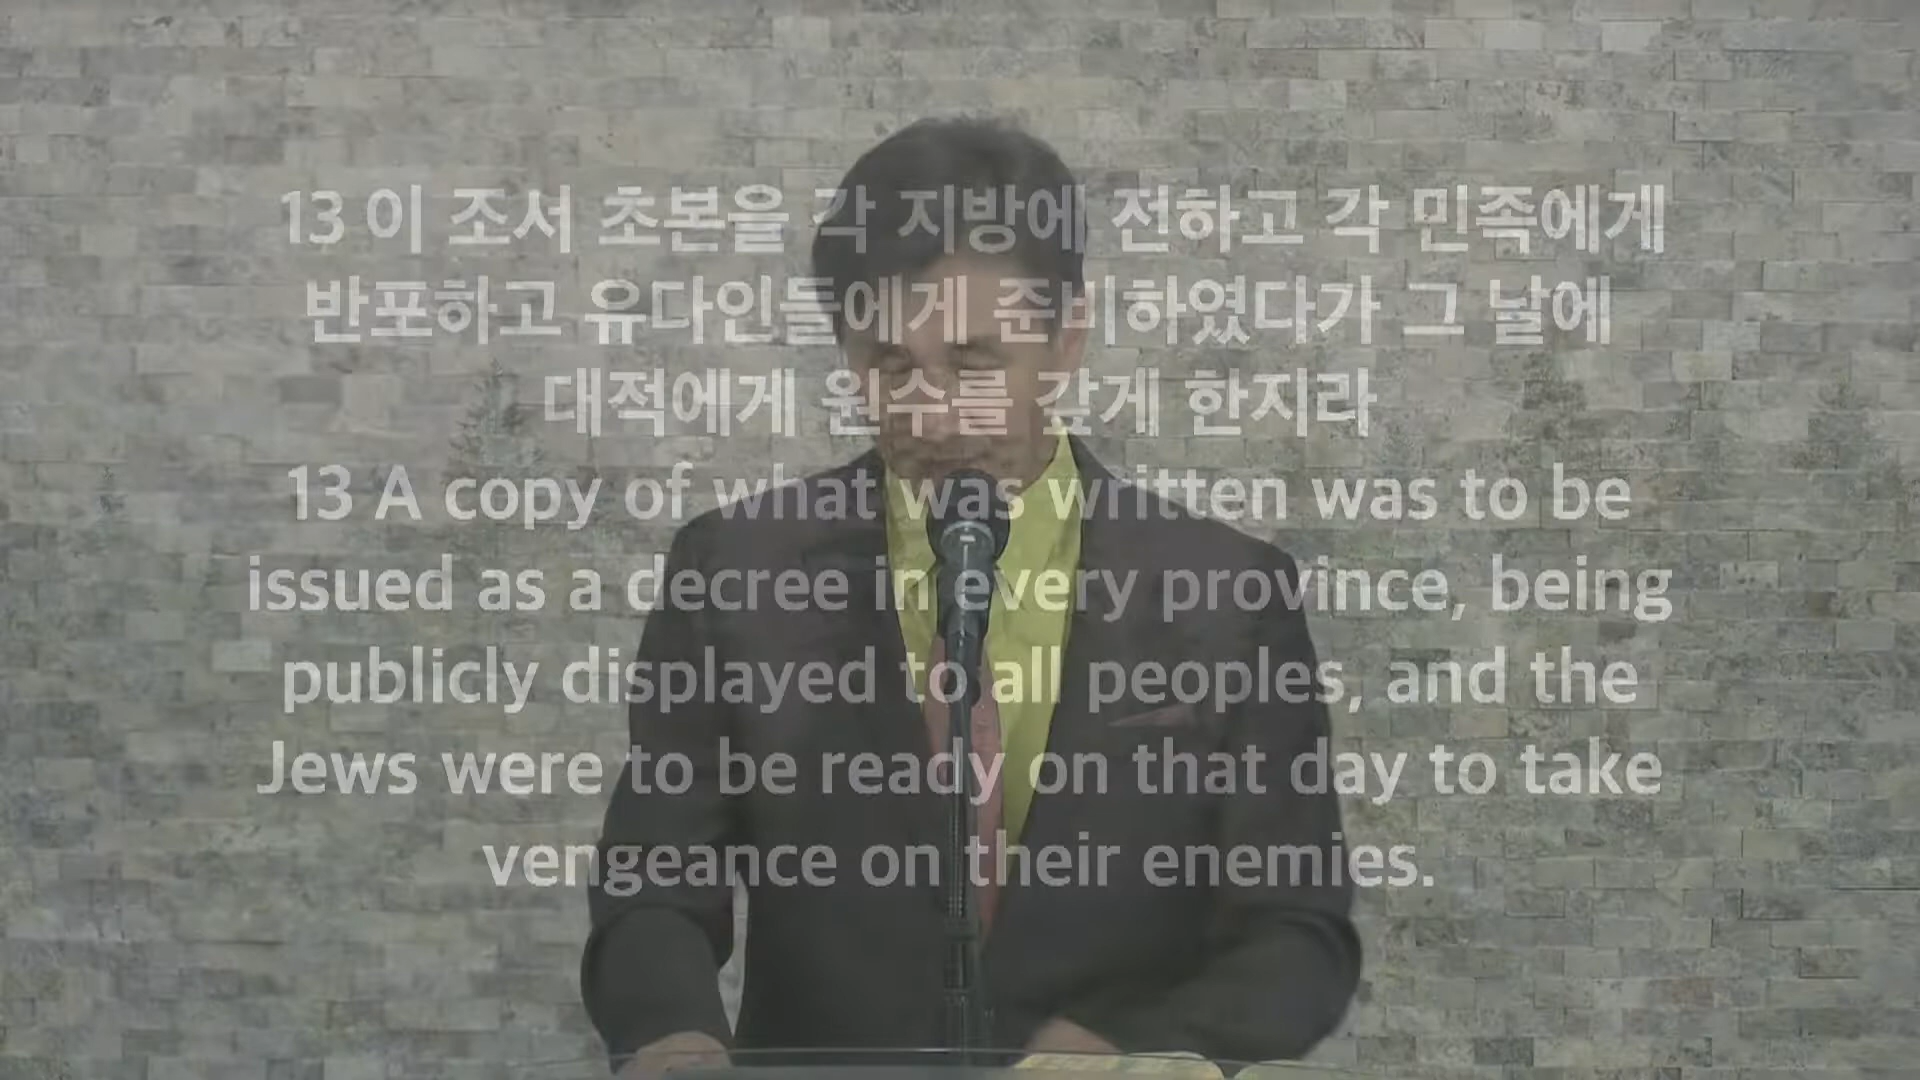 13 이 조서 초본을 각 지방에 전하고 각 민족에게
반포하고 유다인들에게 준비하였다가 그 날에
대적에게 원수를 갚게 한지라
13 A copy of what was written was to be
issued as a decree in every province, being
publicly displayed to all peoples, and the
Jews were to be ready on that day to take
vengeance on their enemies.